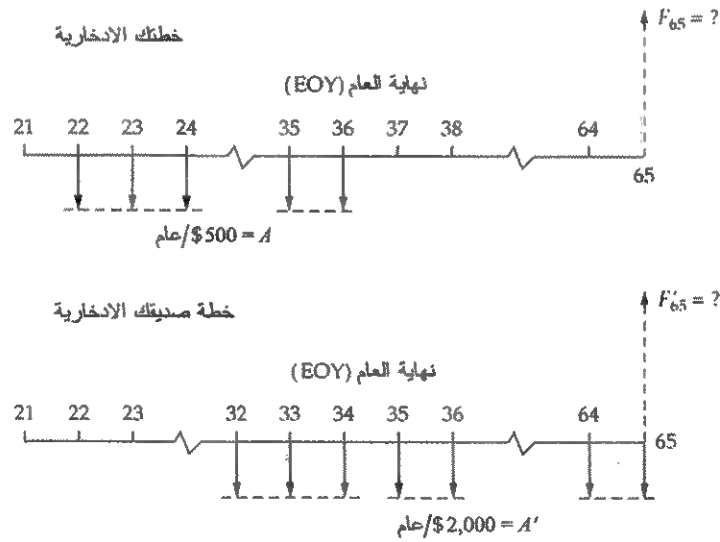 خطتك الادخارية
F₆₅ = ?
نهاية العام (EOY)
21 22 23 24 35 36 37 38 64
65
A = $500/عام
خطة صديقك الادخارية
F′₆₅ = ?
نهاية العام (EOY)
21 22 23 32 33 34 35 36 64
65
A′ = $2,000/عام